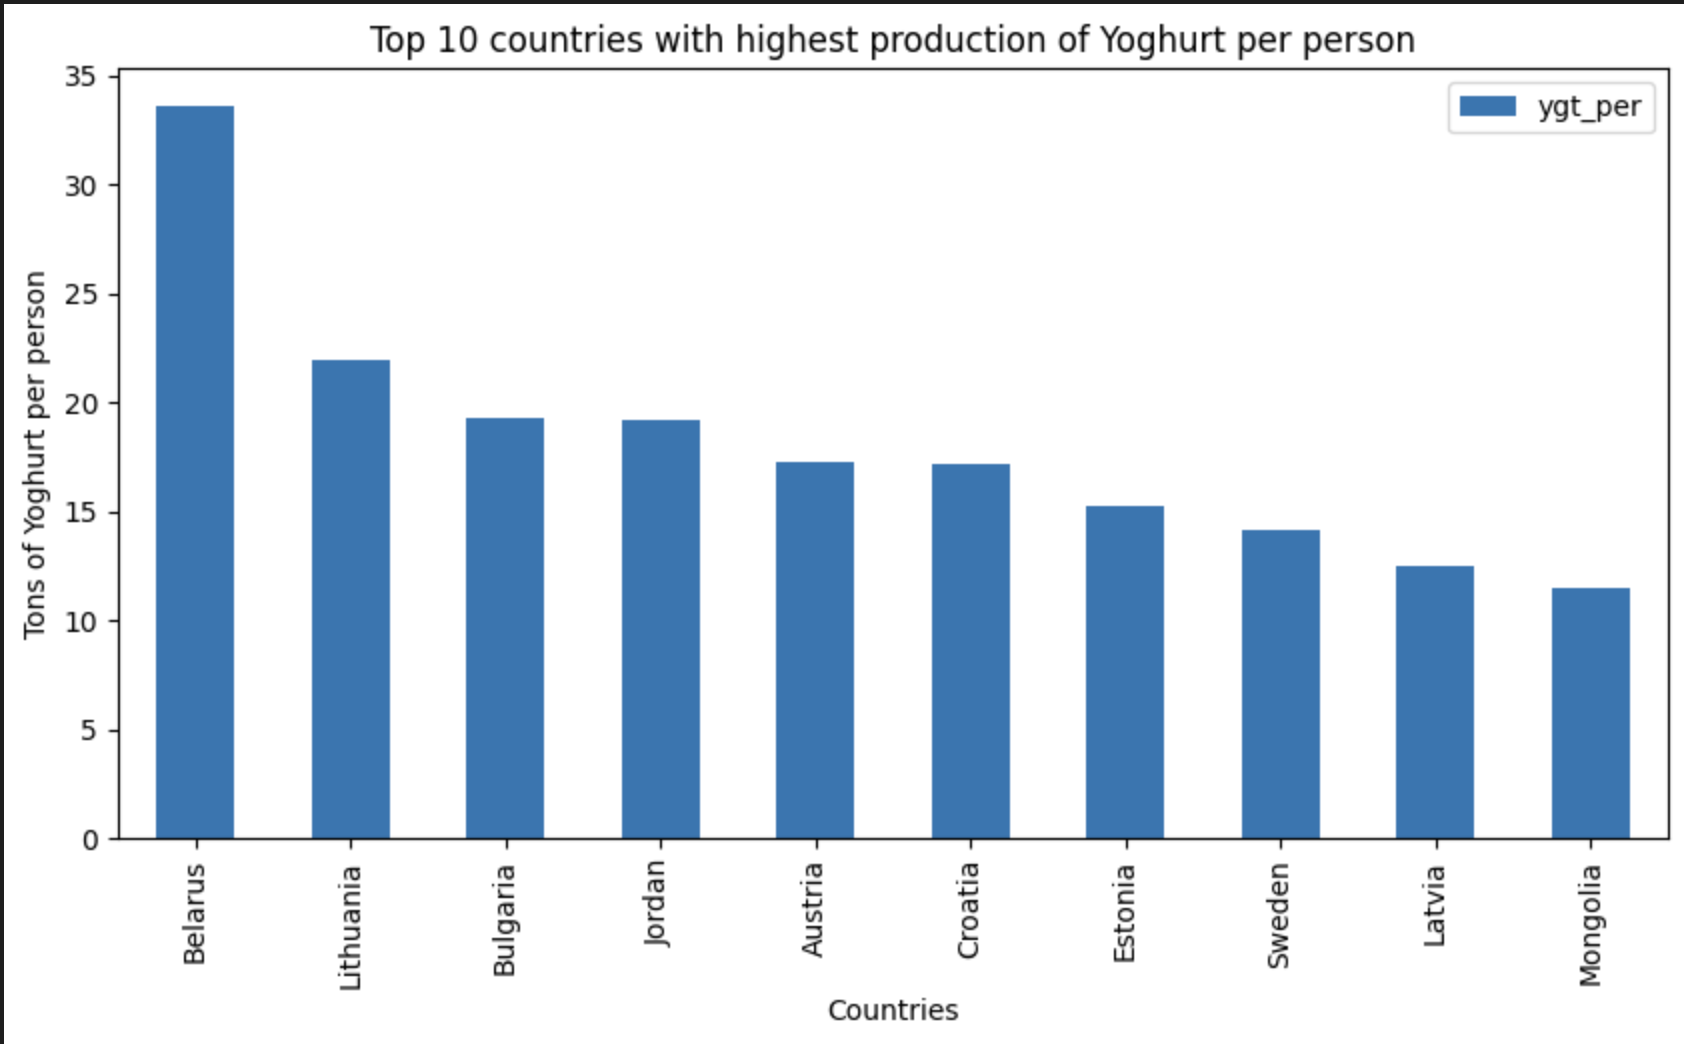 Top 10 countries with highest production of Yoghurt per person
ygt_per
Tons of Yoghurt per person
35
30
25
20
15
10
5
0
Belarus
Lithuania
Bulgaria
Jordan
Austria
Croatia
Estonia
Sweden
Latvia
Mongolia
Countries